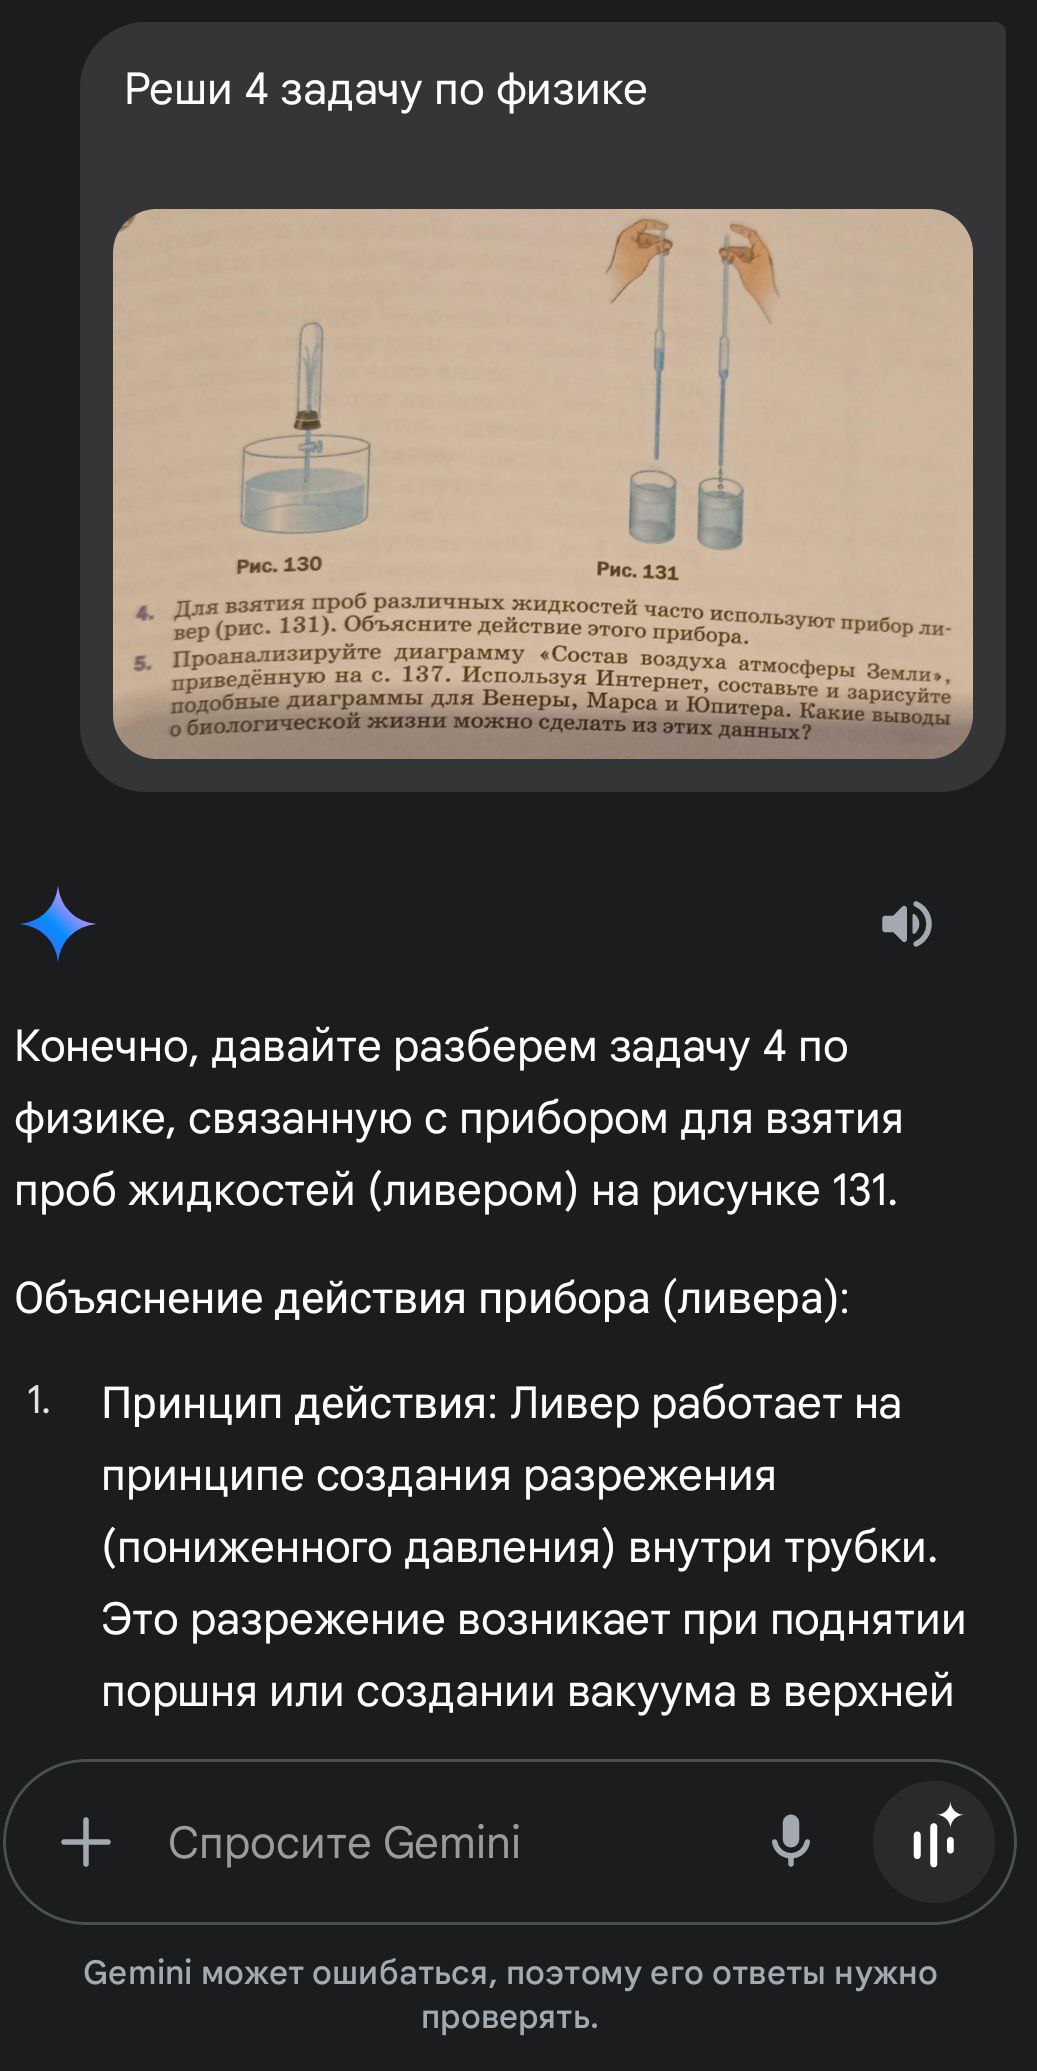 Реши 4 задачу по физике
Рис. 130
Рис. 131
4. Для взятия проб различных жидкостей часто используют прибор ли-
вер (рис. 131). Объясните действие этого прибора.
5. Проанализируйте диаграмму «Состав воздуха атмосферы Земли»,
приведённую на с. 137. Используя Интернет, составьте и зарисуйте
подобные диаграммы для Венеры, Марса и Юпитера. Какие выводы
о биологической жизни можно сделать из этих данных?
Конечно, давайте разберем задачу 4 по
физике, связанную с прибором для взятия
проб жидкостей (ливером) на рисунке 131.
Объяснение действия прибора (ливера):
1. Принцип действия: Ливер работает на
принципе создания разрежения
(пониженного давления) внутри трубки.
Это разрежение возникает при поднятии
поршня или создании вакуума в верхней
Спросите Gemini
Gemini может ошибаться, поэтому его ответы нужно
проверять.